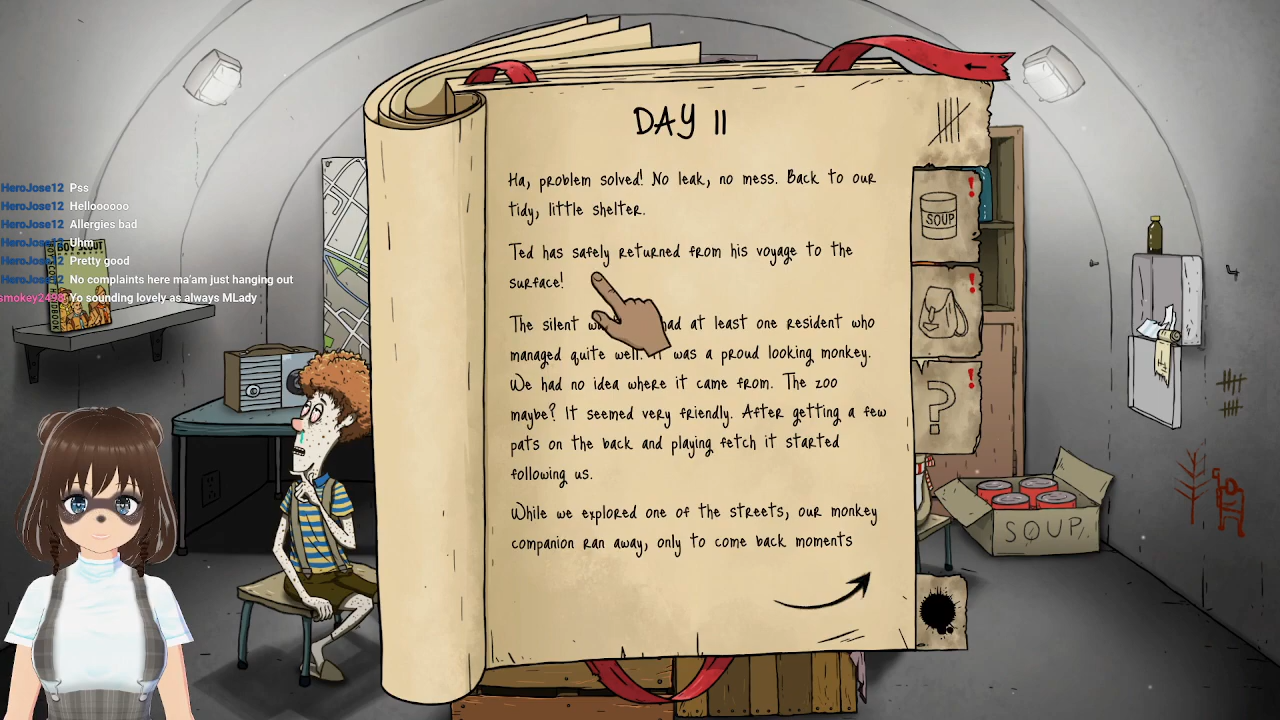 DAY 11
Ha, problem solved! No leak, no mess. Back to our
tidy, little shelter.
Ted has safely returned from his voyage to the
surface!
The silent had at least one resident who
managed quite well. was a proud looking monkey.
We had no idea where it came from. The zoo
maybe? It seemed very friendly. After getting a few
pats on the back and playing fetch it started
following us.
While we explored one of the streets, our monkey
companion ran away, only to come back moments
SOUP
?
SOUP
HeroJose12 Pss
HeroJose12 Helloooooo
HeroJose12 Allergies bad
HeroJose12 Uhm
HeroJose12 Pretty good
HeroJose12 No complaints here ma'am just hanging out
smokey2498 Yo sounding lovely as always MLady